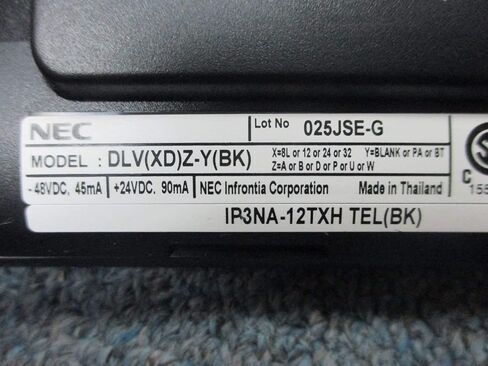 NEC
Lot No 025JSE-G
MODEL : DLV(XD)Z-Y(BK) X=8L or 12 or 24 or 32 Y=BLANK or PA or BT
Z=A or B or D or P or U or W
- 48VDC, 45mA +24VDC, 90mA NEC Infrontia Corporation Made in Thailand
IP3NA-12TXH TEL(BK)
C